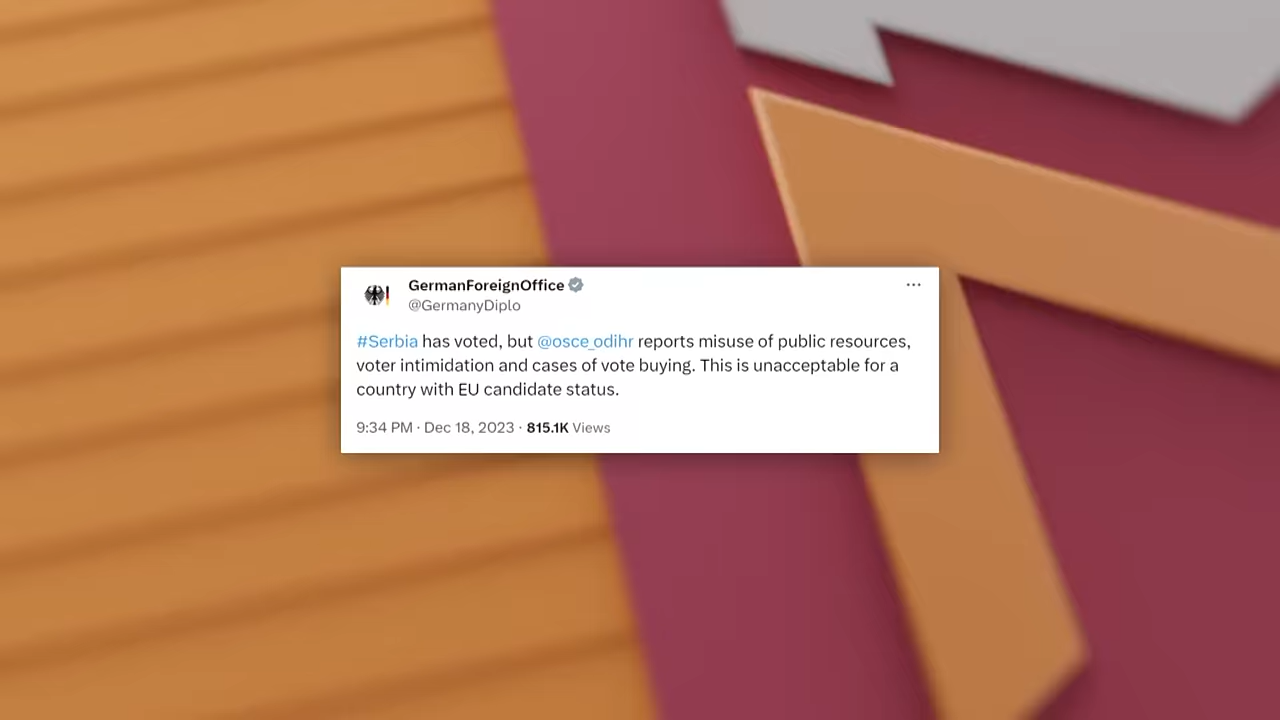 GermanForeignOffice
@GermanyDiplo
#Serbia has voted, but @osce_odihr reports misuse of public resources,
voter intimidation and cases of vote buying. This is unacceptable for a
country with EU candidate status.
9:34 PM · Dec 18, 2023 · 815.1K Views